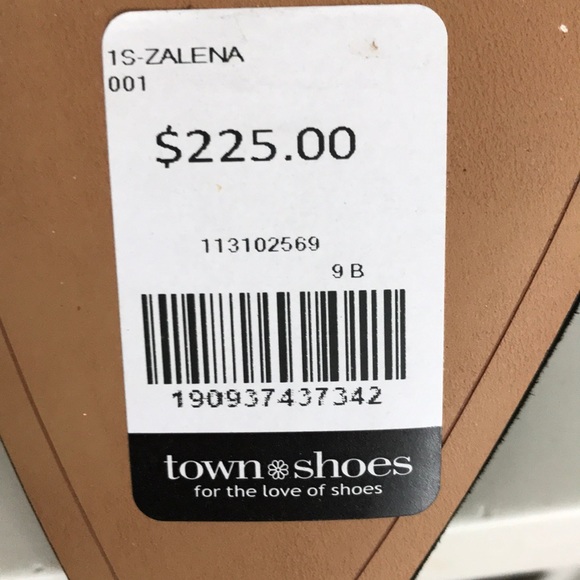 1S-ZALENA
001
$225.00
113102569
9 B
190937437342
town shoes
for the love of shoes